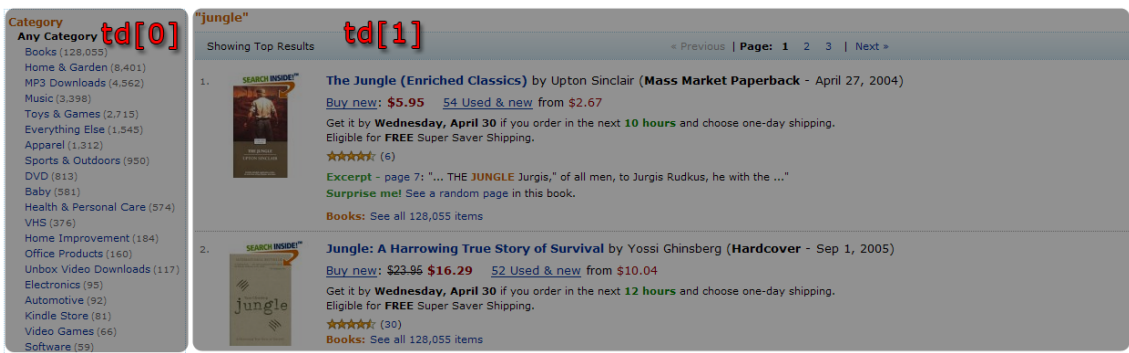 Category
Any Category
td[0]
Books (128,055)
Home & Garden (8,401)
MP3 Downloads (4,562)
Music (3,398)
Toys & Games (2,715)
Everything Else (1,545)
Apparel (1,312)
Sports & Outdoors (950)
DVD (813)
Baby (581)
Health & Personal Care (574)
VHS (376)
Home Improvement (184)
Office Products (160)
Unbox Video Downloads (117)
Electronics (95)
Automotive (92)
Kindle Store (81)
Video Games (66)
Software (59)
"jungle"
td[1]
Showing Top Results
« Previous | Page: 1 2 3 | Next »
1.
SEARCH INSIDE!™
THE JUNGLE
UPTON SINCLAIR
The Jungle (Enriched Classics) by Upton Sinclair (Mass Market Paperback - April 27, 2004)
Buy new: $5.95 54 Used & new from $2.67
Get it by Wednesday, April 30 if you order in the next 10 hours and choose one-day shipping.
Eligible for FREE Super Saver Shipping.
(6)
Excerpt - page 7: "... THE JUNGLE Jurgis," of all men, to Jurgis Rudkus, he with the ..."
Surprise me! See a random page in this book.
Books: See all 128,055 items
2.
SEARCH INSIDE!™
jungle
Jungle: A Harrowing True Story of Survival by Yossi Ghinsberg (Hardcover - Sep 1, 2005)
Buy new: $23.95 $16.29 52 Used & new from $10.04
Get it by Wednesday, April 30 if you order in the next 12 hours and choose one-day shipping.
Eligible for FREE Super Saver Shipping.
(30)
Books: See all 128,055 items